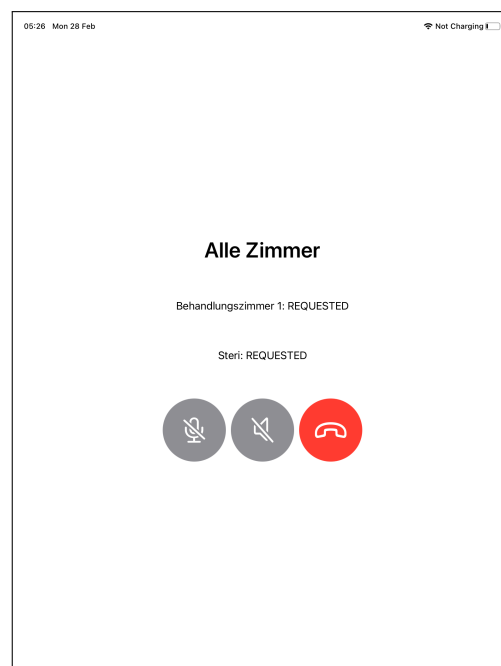 05:26 Mon 28 Feb Not Charging
Alle Zimmer
Behandlungszimmer 1: REQUESTED
Steri: REQUESTED